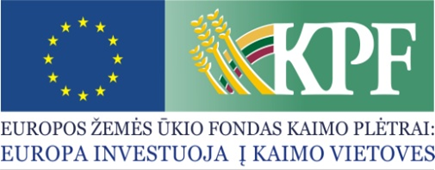 KPF
EUROPOS ŽEMĖS ŪKIO FONDAS KAIMO PLĖTRAI:
EUROPA INVESTUOJA Į KAIMO VIETOVES